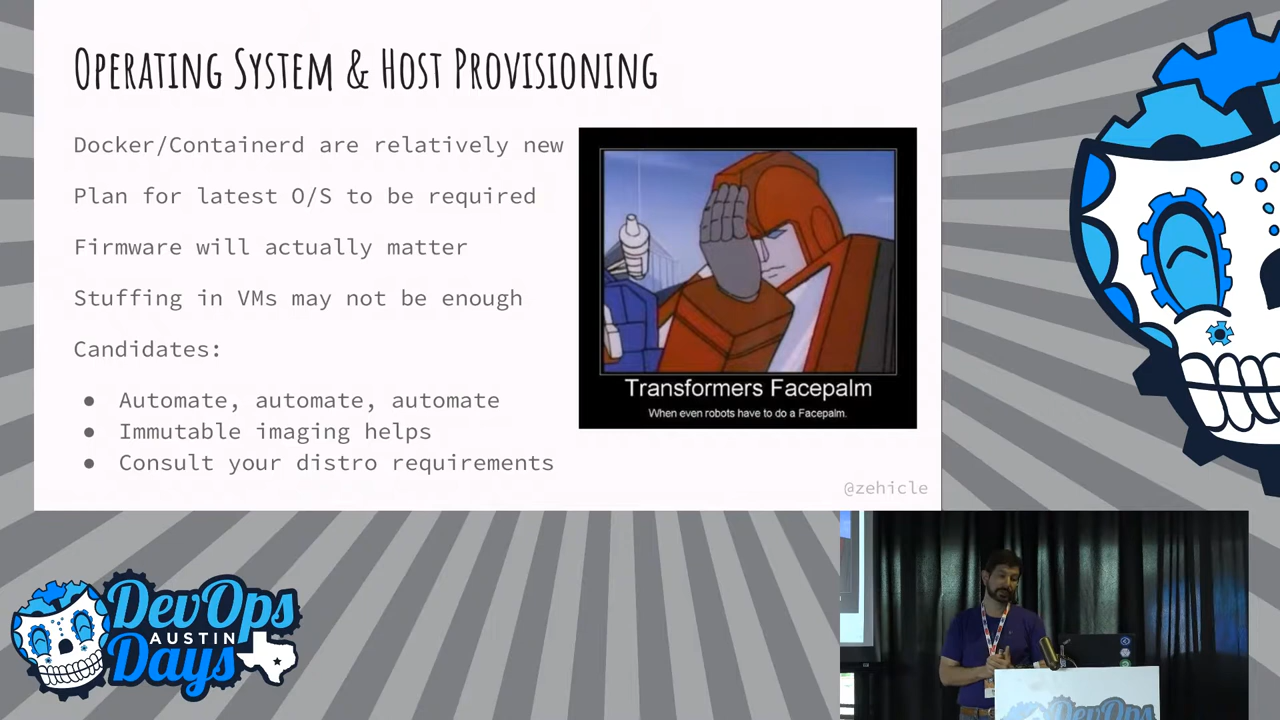 Operating System & Host Provisioning
Docker/Containerd are relatively new
Plan for latest O/S to be required
Firmware will actually matter
Stuffing in VMs may not be enough
Candidates:
● Automate, automate, automate
● Immutable imaging helps
● Consult your distro requirements
Transformers Facepalm
When even robots have to do a Facepalm.
@zehicle
DevOps
AUSTIN
Days
DevOps